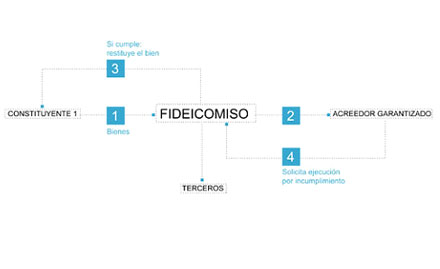 Si cumple:
restituye el bien
3
CONSTITUYENTE 1
1
FIDEICOMISO
2
ACREEDOR GARANTIZADO
Bienes
4
Solicita ejecución
por incumplimiento
TERCEROS